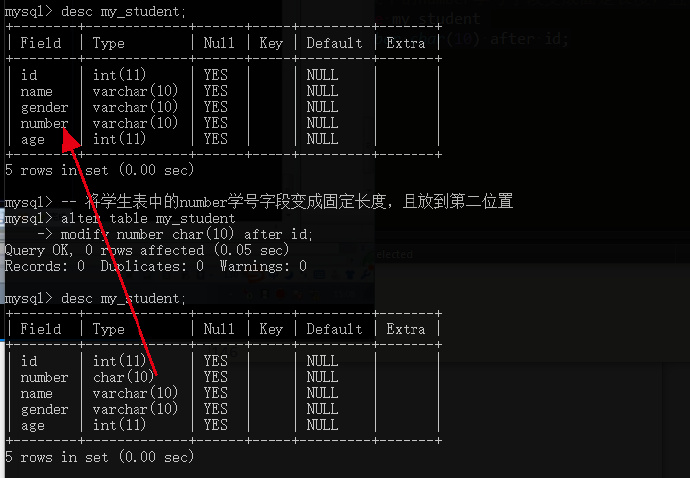 mysql> desc my_student;
+--------+-------------+------+-----+---------+-------+
| Field | Type | Null | Key | Default | Extra |
+--------+-------------+------+-----+---------+-------+
| id | int(11) | YES | | NULL | |
| name | varchar(10) | YES | | NULL | |
| gender | varchar(10) | YES | | NULL | |
| number | varchar(10) | YES | | NULL | |
| age | int(11) | YES | | NULL | |
+--------+-------------+------+-----+---------+-------+
5 rows in set (0.00 sec)
mysql> -- 将学生表中的number学号字段变成固定长度，且放到第二位置
mysql> alter table my_student
-> modify number char(10) after id;
Query OK, 0 rows affected (0.05 sec)
Records: 0 Duplicates: 0 Warnings: 0
mysql> desc my_student;
+--------+-------------+------+-----+---------+-------+
| Field | Type | Null | Key | Default | Extra |
+--------+-------------+------+-----+---------+-------+
| id | int(11) | YES | | NULL | |
| number | char(10) | YES | | NULL | |
| name | varchar(10) | YES | | NULL | |
| gender | varchar(10) | YES | | NULL | |
| age | int(11) | YES | | NULL | |
+--------+-------------+------+-----+---------+-------+
5 rows in set (0.00 sec)
my_student
(10) after id;
elected